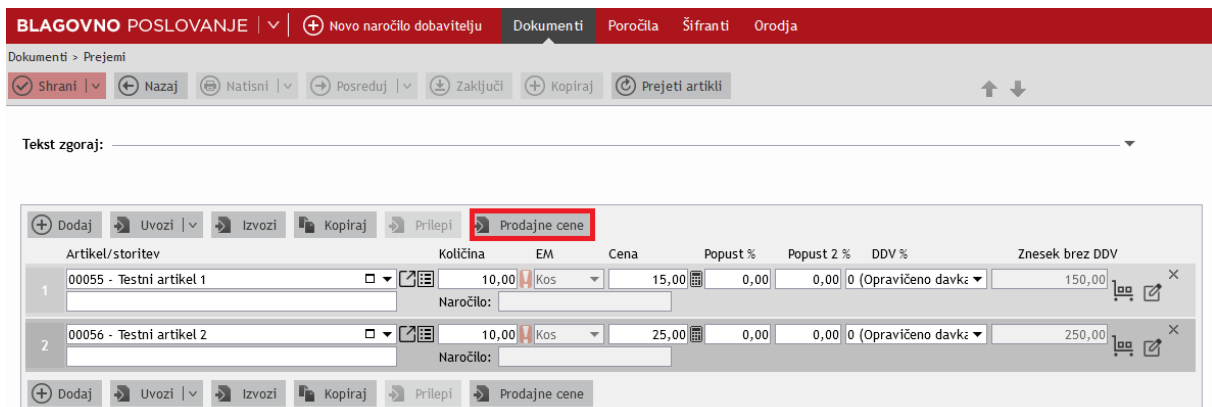 BLAGOVNO POSLOVANJE Novo naročilo dobavitelju Dokumenti Poročila Šifranti Orodja
Dokumenti > Prejemi
Shrani Nazaj Natisni Posreduj Zaključi Kopiraj Prejeti artikli
Tekst zgoraj:
Dodaj Uvozi Izvozi Kopiraj Prilepi Prodajne cene
Artikel/storitev Količina EM Cena Popust % Popust 2 % DDV % Znesek brez DDV
1 00055 - Testni artikel 1 10,00 Kos 15,00 0,00 0,00 0 (Opravičeno davka 150,00
Naročilo:
2 00056 - Testni artikel 2 10,00 Kos 25,00 0,00 0,00 0 (Opravičeno davka 250,00
Naročilo:
Dodaj Uvozi Izvozi Kopiraj Prilepi Prodajne cene